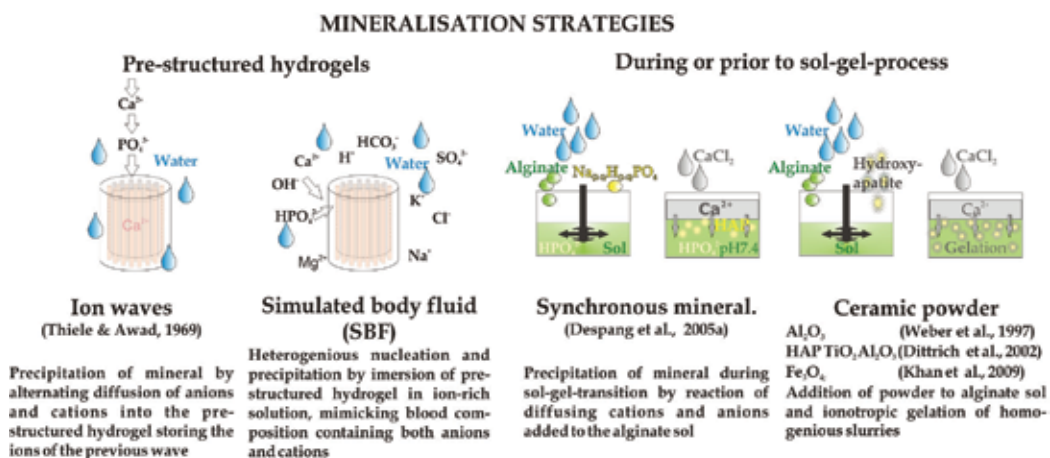 MINERALISATION STRATEGIES
Pre-structured hydrogels
During or prior to sol-gel-process
Ca²⁺
PO₄³⁻
Water
Ca²⁺
Ca²⁺
H⁺
HCO₃⁻
Water
SO₄²⁻
OH⁻
K⁺
HPO₄²⁻
Cl⁻
Mg²⁺
Na⁺
Water
Alginate
HPO₄
Sol
CaCl₂
Ca²⁺
HAP
HPO₄
pH7.4
Water
Alginate
Hydroxy-
apatite
Sol
CaCl₂
Ca²⁺
Gelation
Ion waves
(Thiele & Awad, 1969)
Precipitation of mineral by
alternating diffusion of anions
and cations into the pre-
structured hydrogel storing the
ions of the previous wave
Simulated body fluid
(SBF)
Heterogenious nucleation and
precipitation by imersion of pre-
structured hydrogel in ion-rich
solution, mimicking blood com-
position containing both anions
and cations
Synchronous mineral.
(Despang et al., 2005a)
Precipitation of mineral during
sol-gel-transition by reaction of
diffusing cations and anions
added to the alginate sol
Ceramic powder
Al₂O₃ (Weber et al., 1997)
HAP TiO₂ Al₂O₃ (Dittrich et al., 2002)
Fe₃O₄ (Khan et al., 2009)
Addition of powder to alginate sol
and ionotropic gelation of homo-
genious slurries